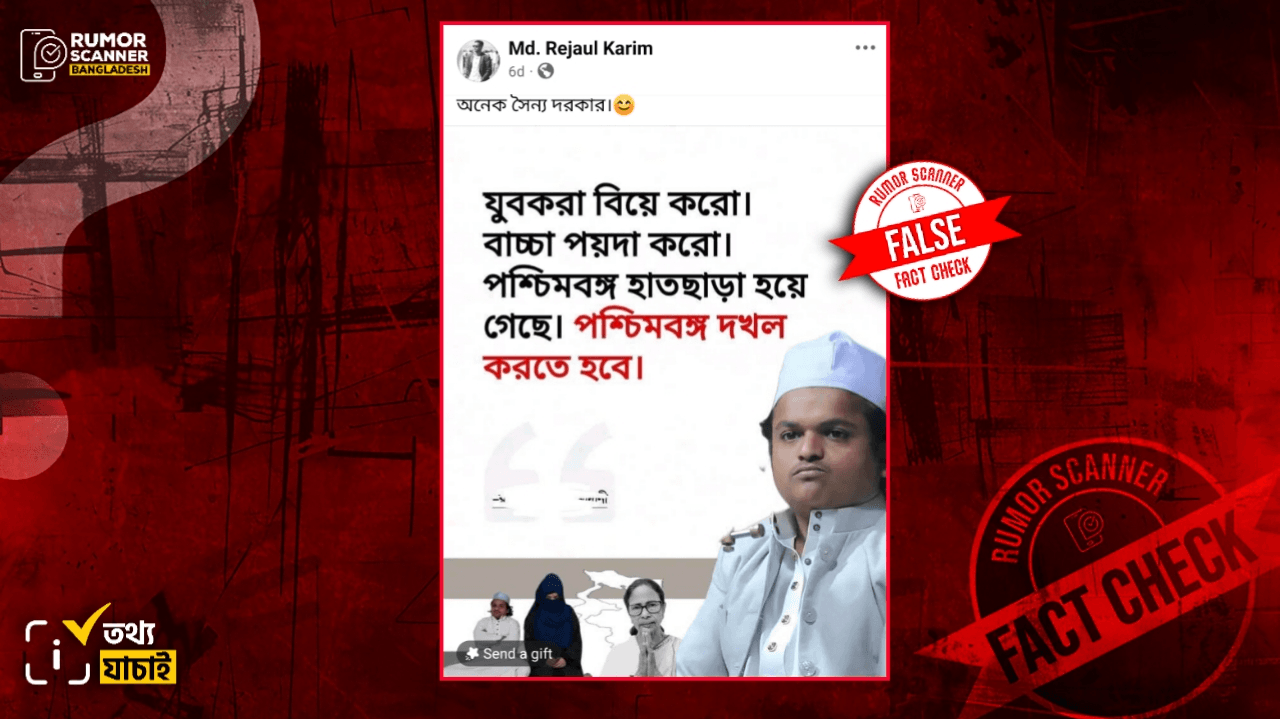 RUMOR
SCANNER
BANGLADESH
Md. Rejaul Karim
6d
অনেক সৈন্য দরকার।😊
যুবকরা বিয়ে করো।
বাচ্চা পয়দা করো।
পশ্চিমবঙ্গ হাতছাড়া হয়ে
গেছে। পশ্চিমবঙ্গ দখল
করতে হবে।
Send a gift
RUMOR SCANNER
FALSE
FACT CHECK
RUMOR SCANNER
FACT CHECK
তথ্য
যাচাই